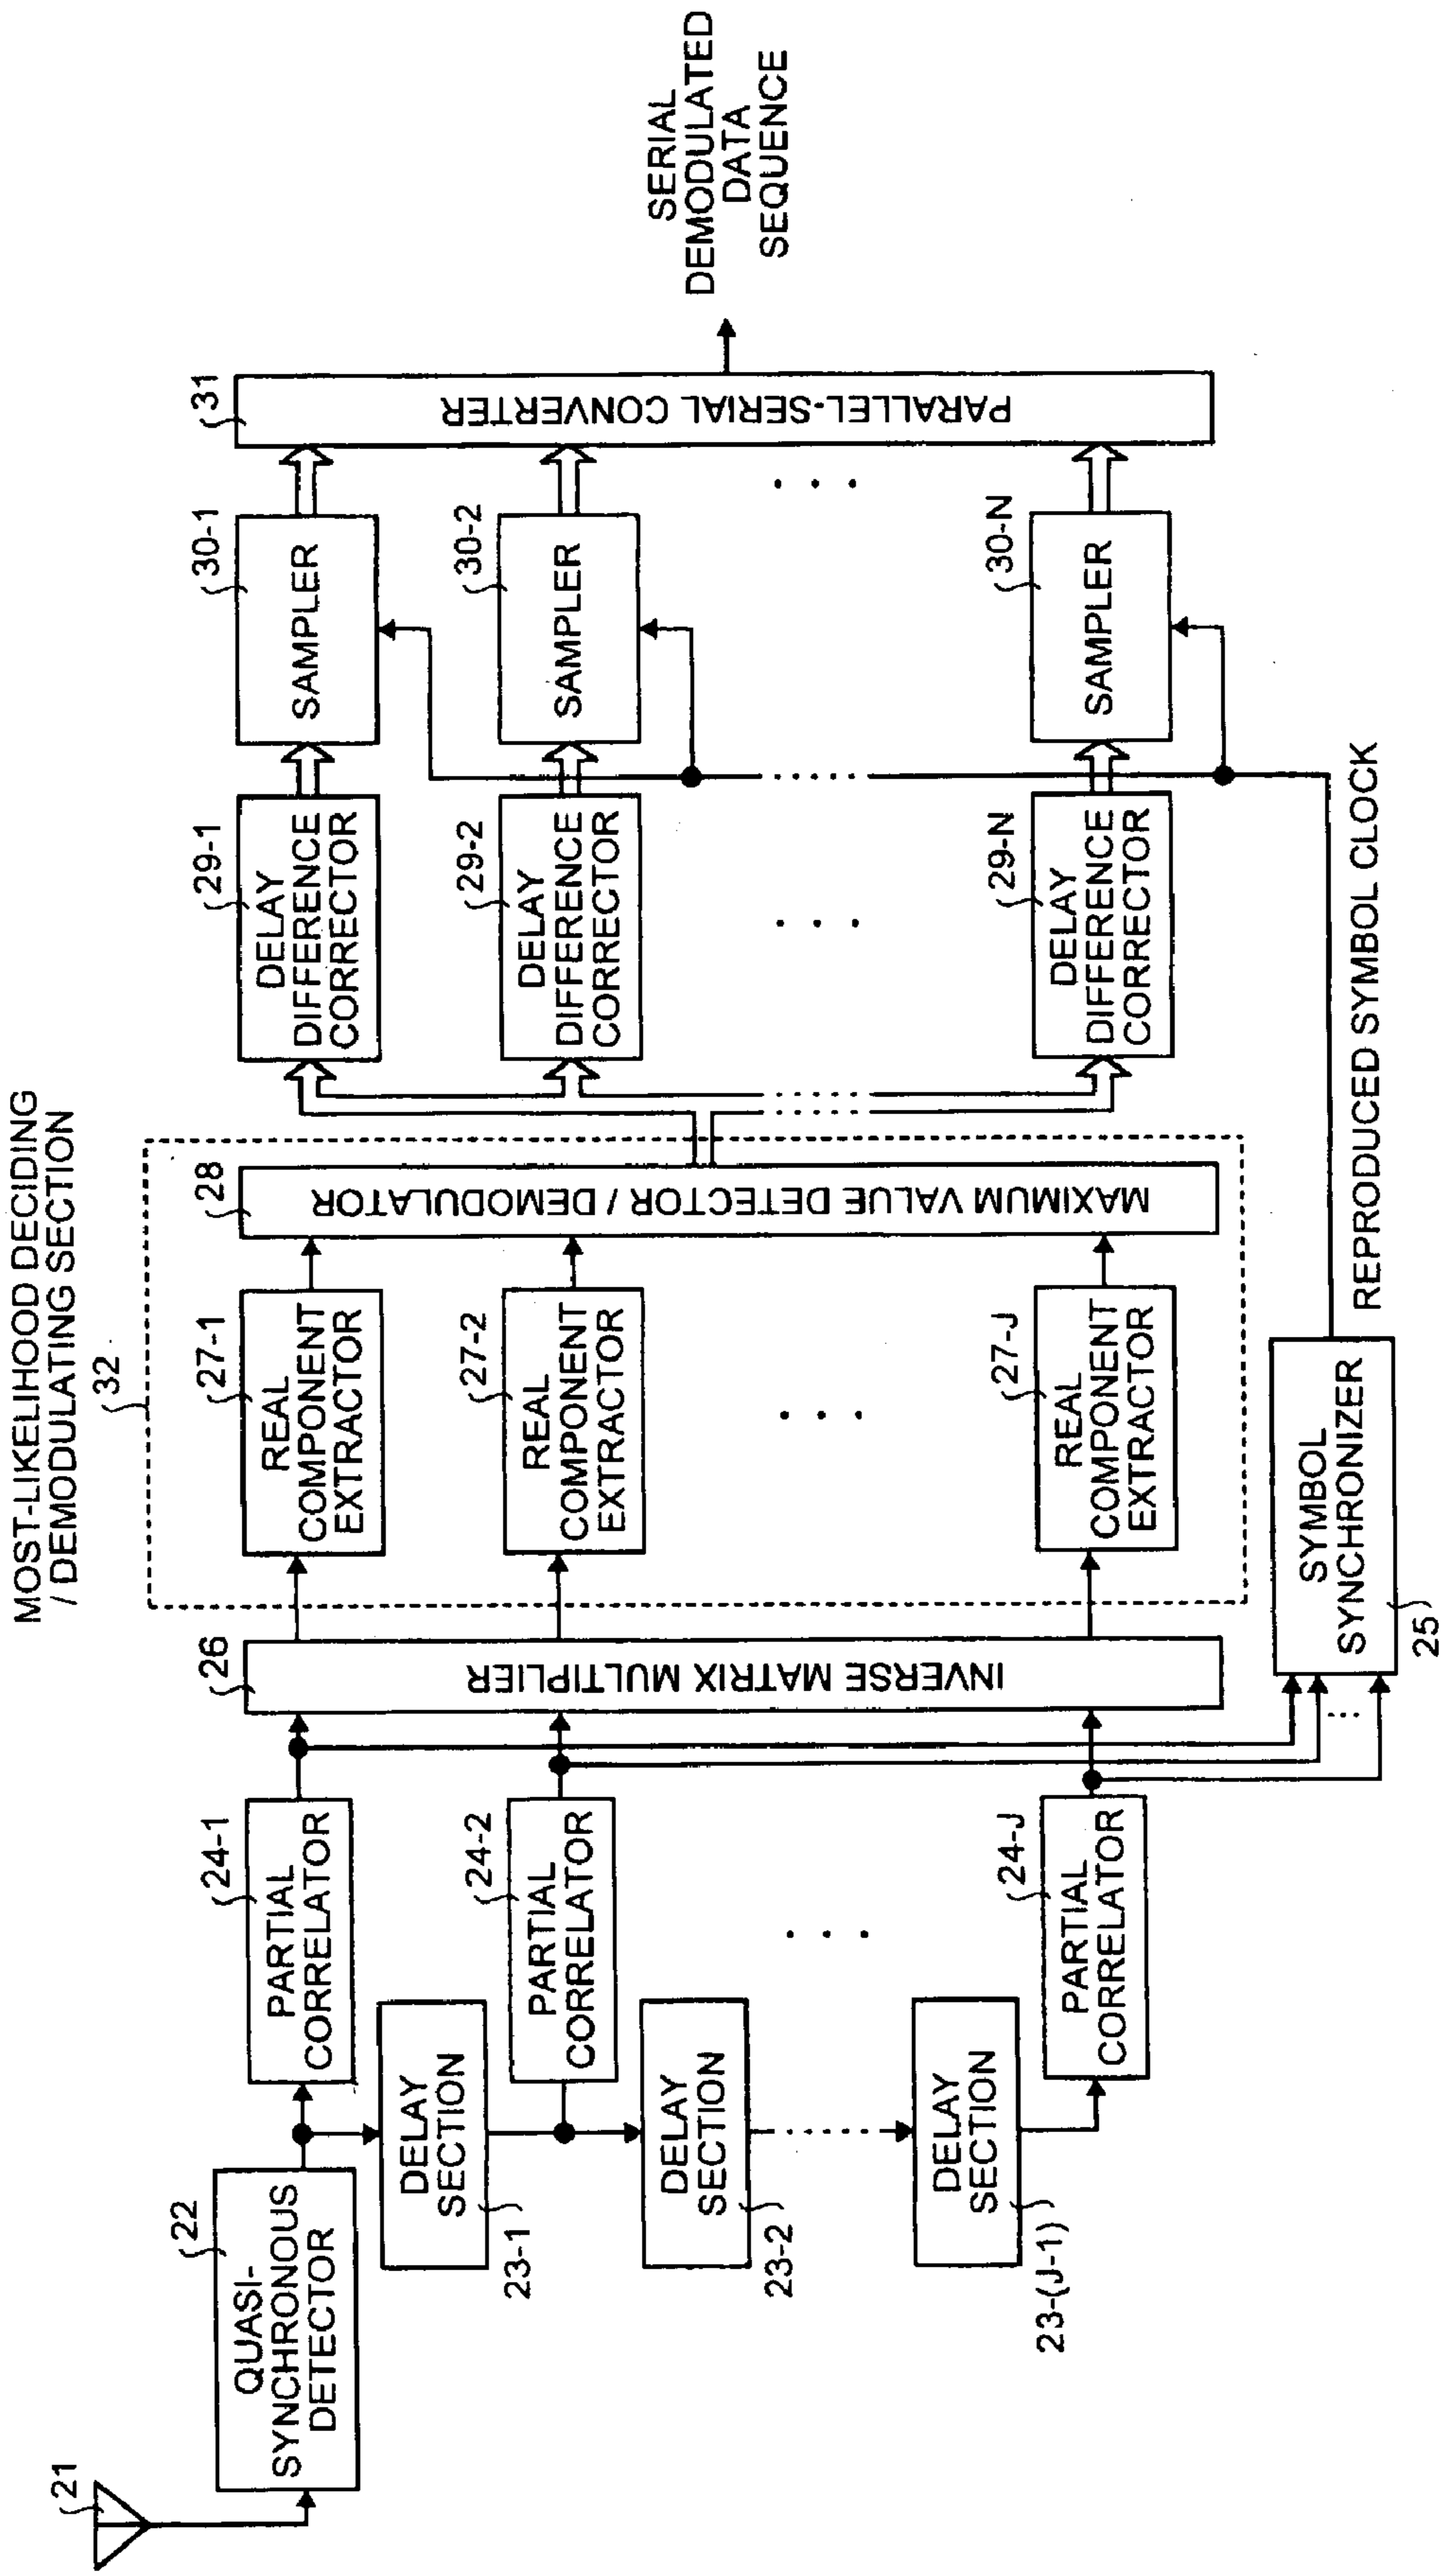 MOST-LIKELIHOOD DECIDING
/ DEMODULATING SECTION
32
21
22
QUASI-
SYNCHRONOUS
DETECTOR
24-1
PARTIAL
CORRELATOR
26
INVERSE MATRIX MULTIPLIER
27-1
REAL
COMPONENT
EXTRACTOR
28
MAXIMUM VALUE DETECTOR / DEMODULATOR
29-1
DELAY
DIFFERENCE
CORRECTOR
30-1
SAMPLER
31
PARALLEL-SERIAL CONVERTER
SERIAL
DEMODULATED
DATA
SEQUENCE
DELAY
SECTION
23-1
24-2
PARTIAL
CORRELATOR
27-2
REAL
COMPONENT
EXTRACTOR
29-2
DELAY
DIFFERENCE
CORRECTOR
30-2
SAMPLER
DELAY
SECTION
23-2
DELAY
SECTION
23-(J-1)
24-J
PARTIAL
CORRELATOR
27-J
REAL
COMPONENT
EXTRACTOR
29-N
DELAY
DIFFERENCE
CORRECTOR
30-N
SAMPLER
SYMBOL
SYNCHRONIZER
25
REPRODUCED SYMBOL CLOCK